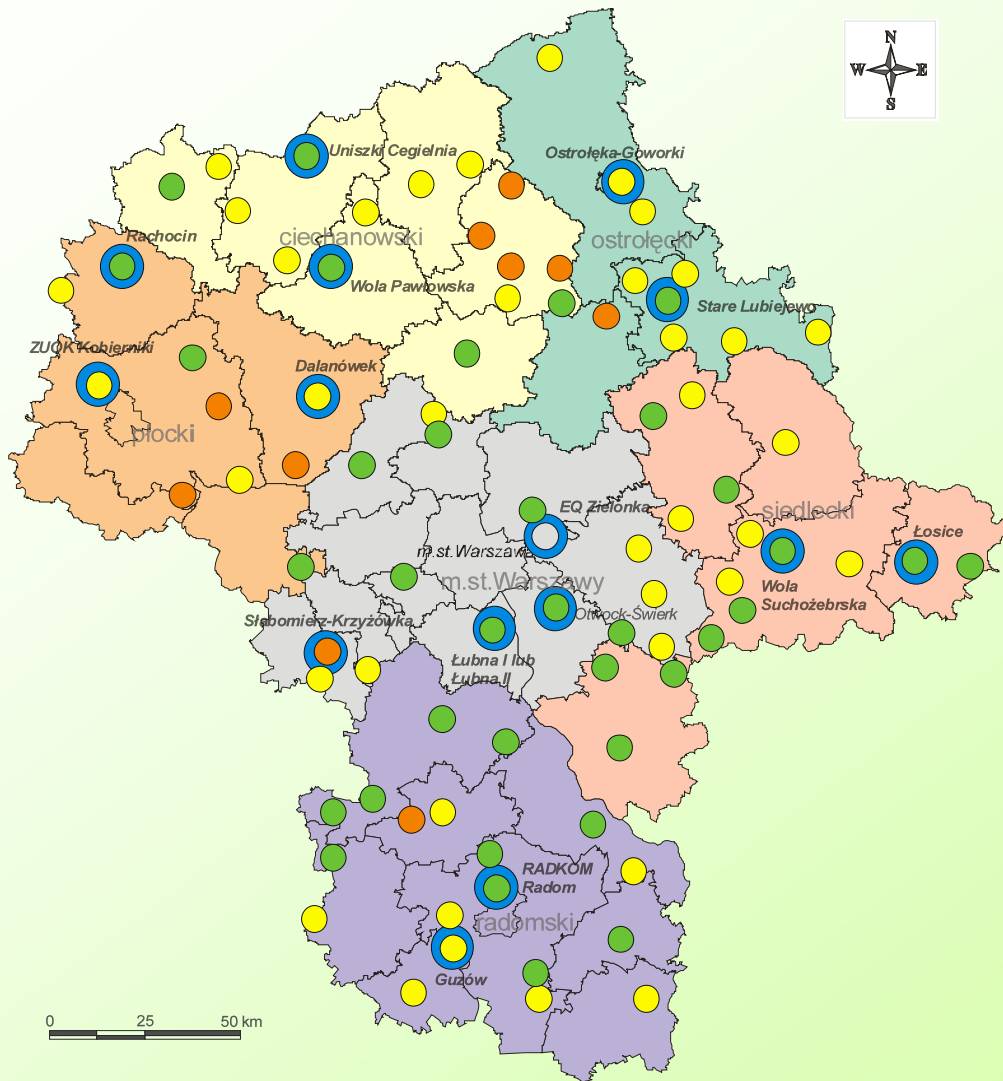 N
W E
S
Uniszki Cegielnia
Ostrołęka-Goworki
Rachocin
ciechanowski
ostrołęcki
Wola Pawłowska
Stare Lubiejewo
ZUOK Kobierniki
Dalanówek
płocki
EQ Zielonka
siedlecki
Łosice
m.st.Warszawa
m.st.Warszawy
Wola
Suchożebrska
Słabomierz-Krzyżówka
Otwock-Świerk
Łubna I lub
Łubna II
RADKOM
Radom
radomski
Guzów
0 25 50 km